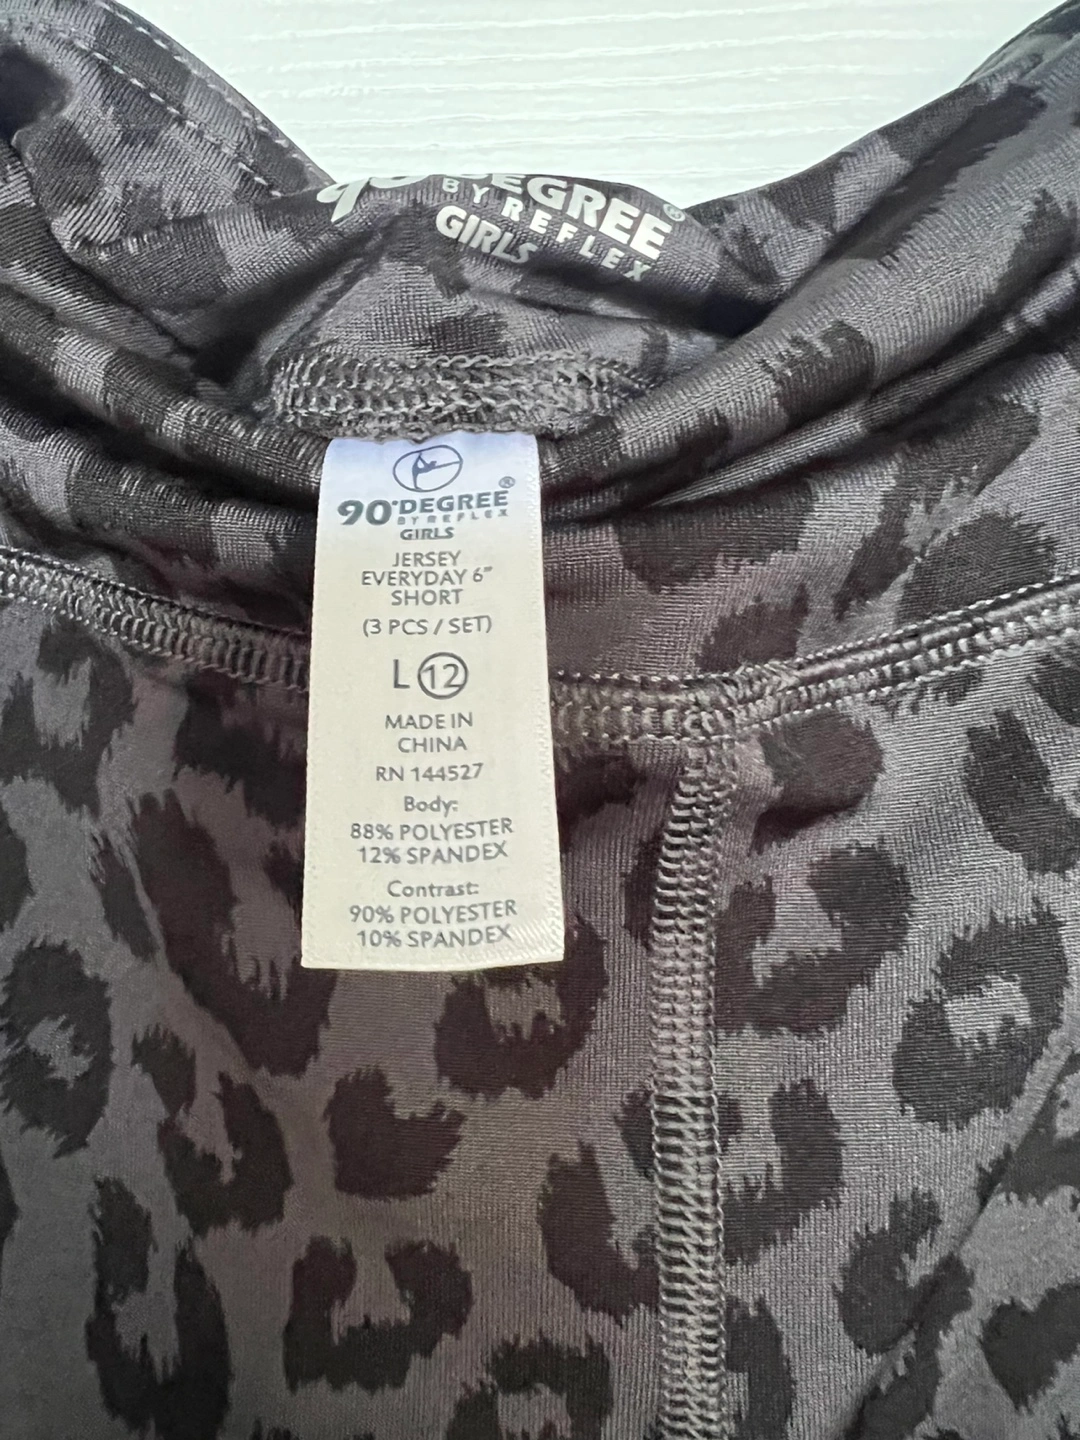 90°DEGREE®
BY REFLEX
GIRLS
90°DEGREE®
BY REFLEX
GIRLS
JERSEY
EVERYDAY 6"
SHORT
(3 PCS / SET)
L 12
MADE IN
CHINA
RN 144527
Body:
88% POLYESTER
12% SPANDEX
Contrast:
90% POLYESTER
10% SPANDEX